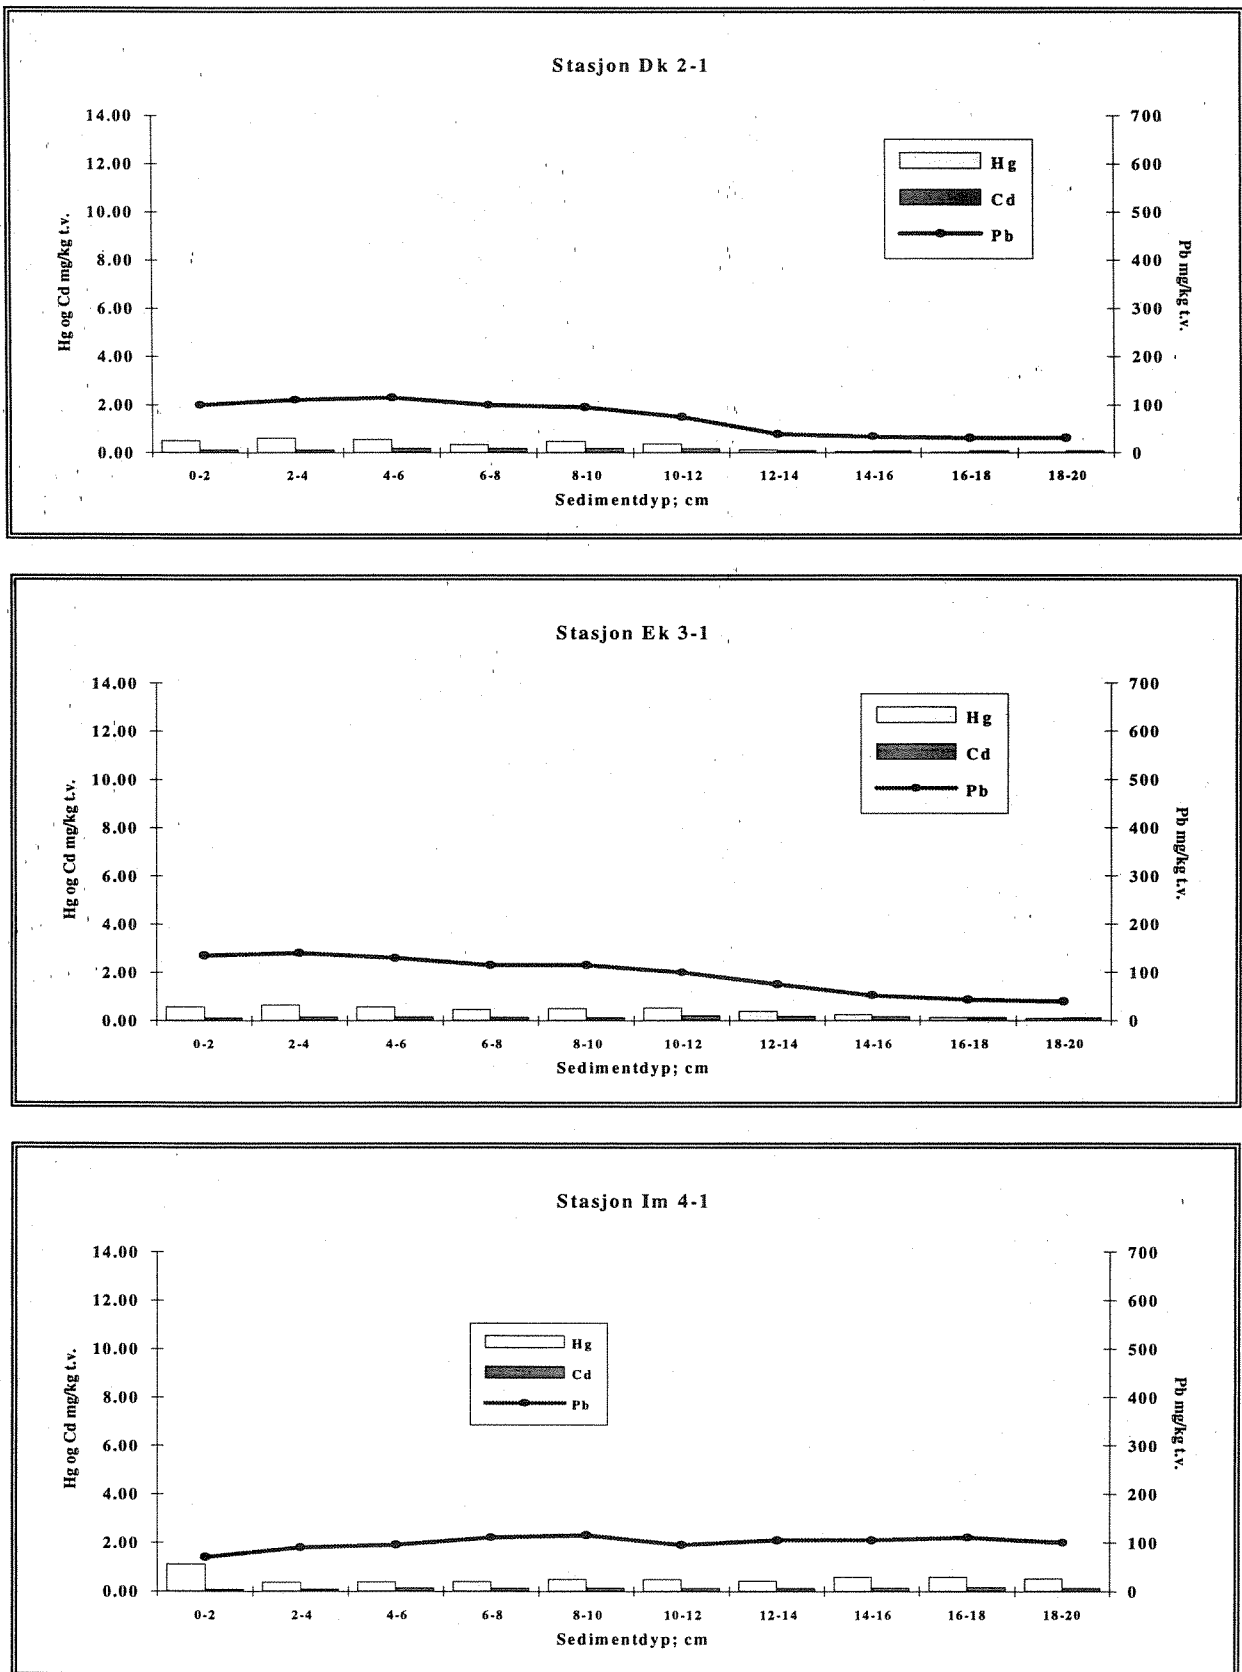 Stasjon Dk 2-1
14.00
12.00
10.00
8.00
6.00
4.00
2.00
0.00
Hg og Cd mg/kg t.v.
700
600
500
400
300
200
100
0
Pb mg/kg t.v.
Hg
Cd
Pb
0-2 2-4 4-6 6-8 8-10 10-12 12-14 14-16 16-18 18-20
Sedimentdyp; cm
Stasjon Ek 3-1
14.00
12.00
10.00
8.00
6.00
4.00
2.00
0.00
Hg og Cd mg/kg t.v.
700
600
500
400
300
200
100
0
Pb mg/kg t.v.
Hg
Cd
Pb
0-2 2-4 4-6 6-8 8-10 10-12 12-14 14-16 16-18 18-20
Sedimentdyp; cm
Stasjon Im 4-1
14.00
12.00
10.00
8.00
6.00
4.00
2.00
0.00
Hg og Cd mg/kg t.v.
700
600
500
400
300
200
100
0
Pb mg/kg t.v.
Hg
Cd
Pb
0-2 2-4 4-6 6-8 8-10 10-12 12-14 14-16 16-18 18-20
Sedimentdyp; cm